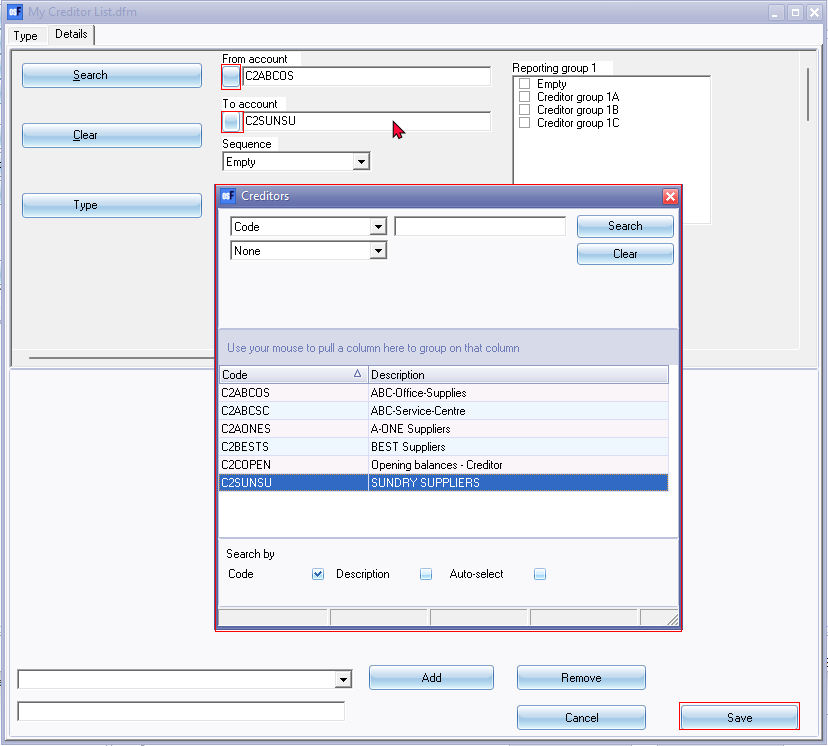 My Creditor List.dfm
Type Details
Search
Clear
Type
From account
C2ABCOS
To account
C2SUNSU
Sequence
Empty
Reporting group 1
Empty
Creditor group 1A
Creditor group 1B
Creditor group 1C
Creditors
Code
Search
None
Clear
Use your mouse to pull a column here to group on that column
Code Description
C2ABCOS ABC-Office-Supplies
C2ABCSC ABC-Service-Centre
C2AONES A-ONE Suppliers
C2BESTS BEST Suppliers
C2COPEN Opening balances - Creditor
C2SUNSU SUNDRY SUPPLIERS
Search by
Code Description Auto-select
Add Remove
Cancel Save